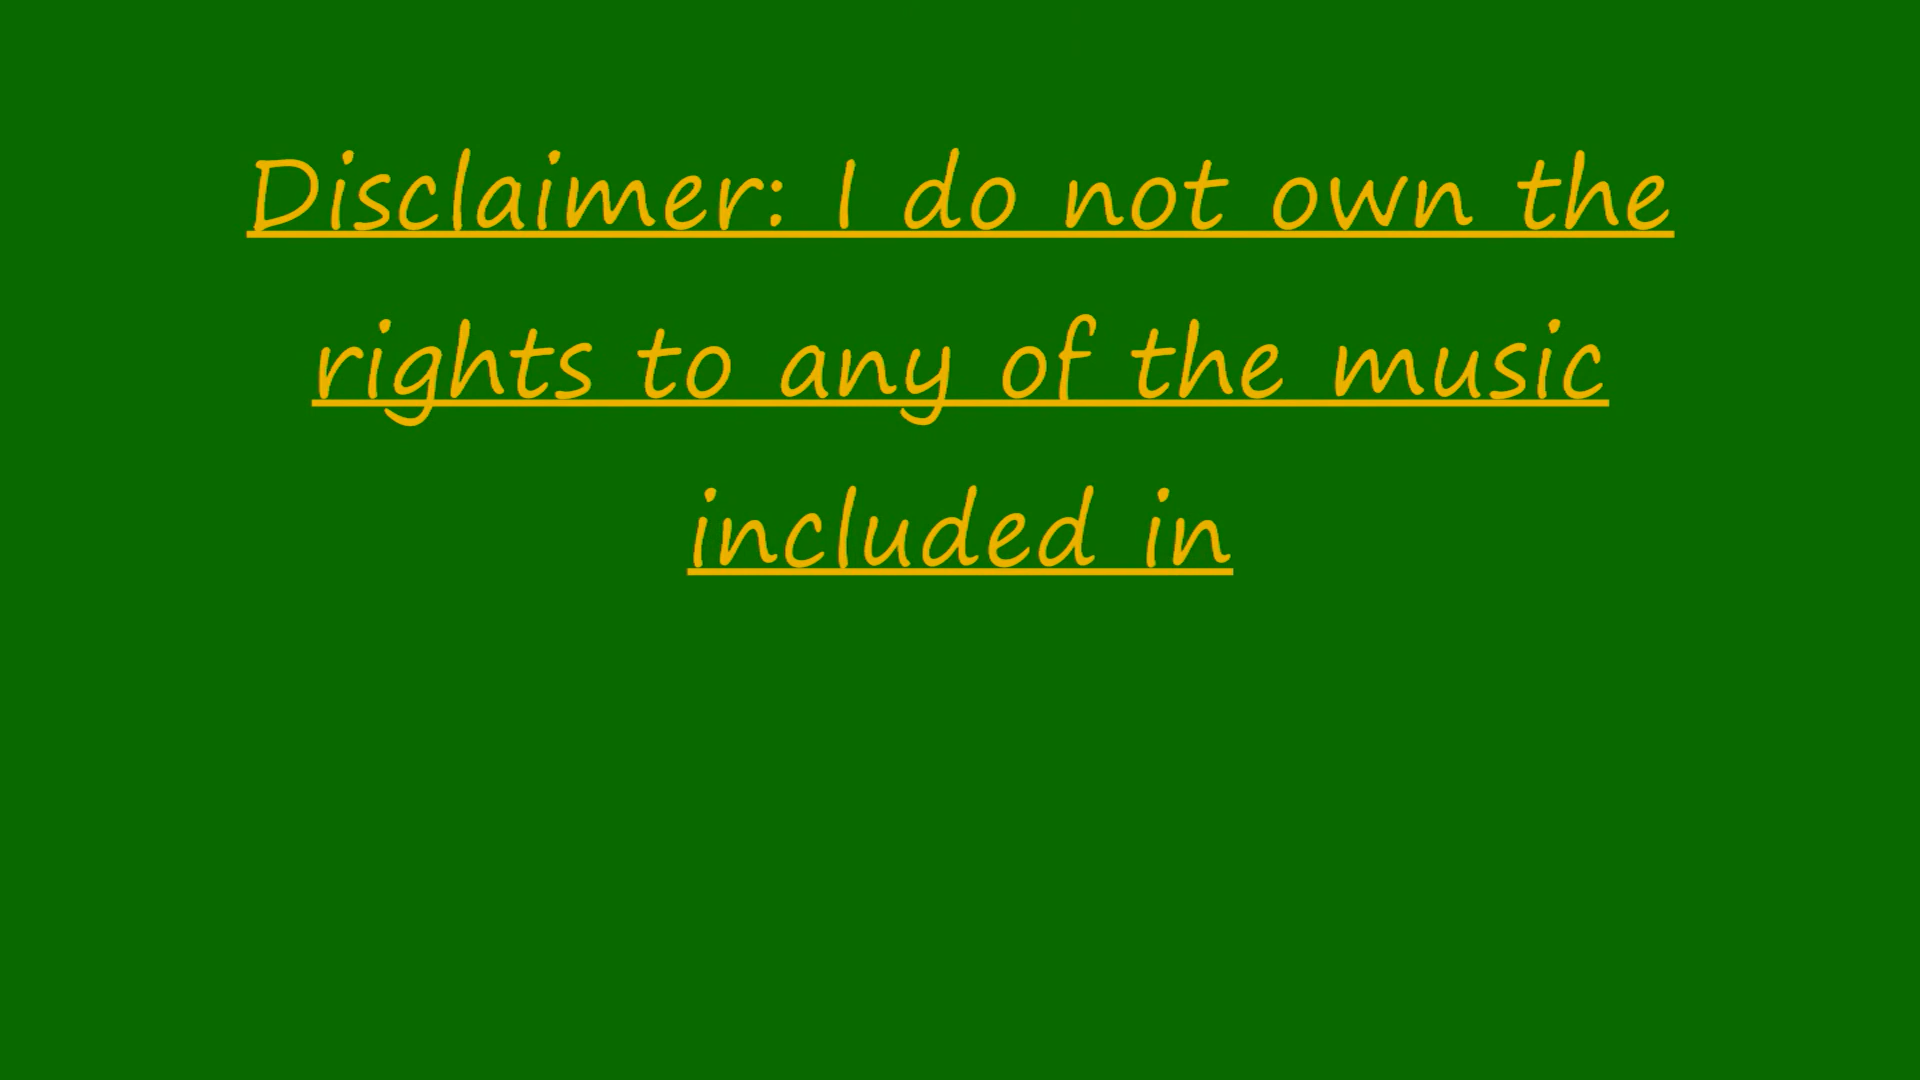 Disclaimer: I do not own the
rights to any of the music
included in